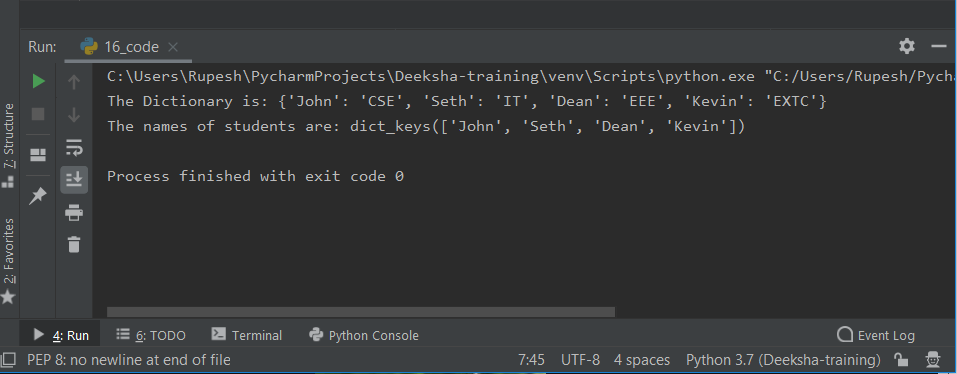 Run: 16_code
C:\Users\Rupesh\PycharmProjects\Deeksha-training\venv\Scripts\python.exe "C:/Users/Rupesh/Pycha
The Dictionary is: {'John': 'CSE', 'Seth': 'IT', 'Dean': 'EEE', 'Kevin': 'EXTC'}
The names of students are: dict_keys(['John', 'Seth', 'Dean', 'Kevin'])
Process finished with exit code 0
7: Structure
2: Favorites
4: Run 6: TODO Terminal Python Console Event Log
PEP 8: no newline at end of file 7:45 UTF-8 4 spaces Python 3.7 (Deeksha-training)